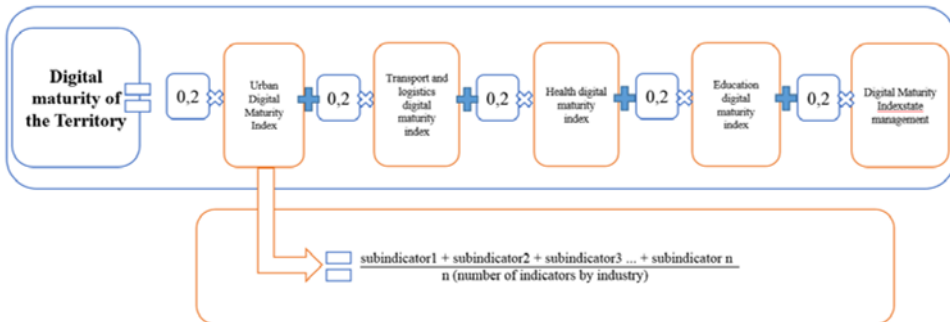 Digital
maturity of
the Territory
0,2
Urban
Digital
Maturity
Index
0,2
Transport and
logistics
digital
maturity
index
0,2
Health digital
maturity
index
0,2
Education
digital
maturity
index
0,2
Digital Maturity
Indexstate
management
subindicator1 + subindicator2 + subindicator3 ... + subindicator n
n (number of indicators by industry)